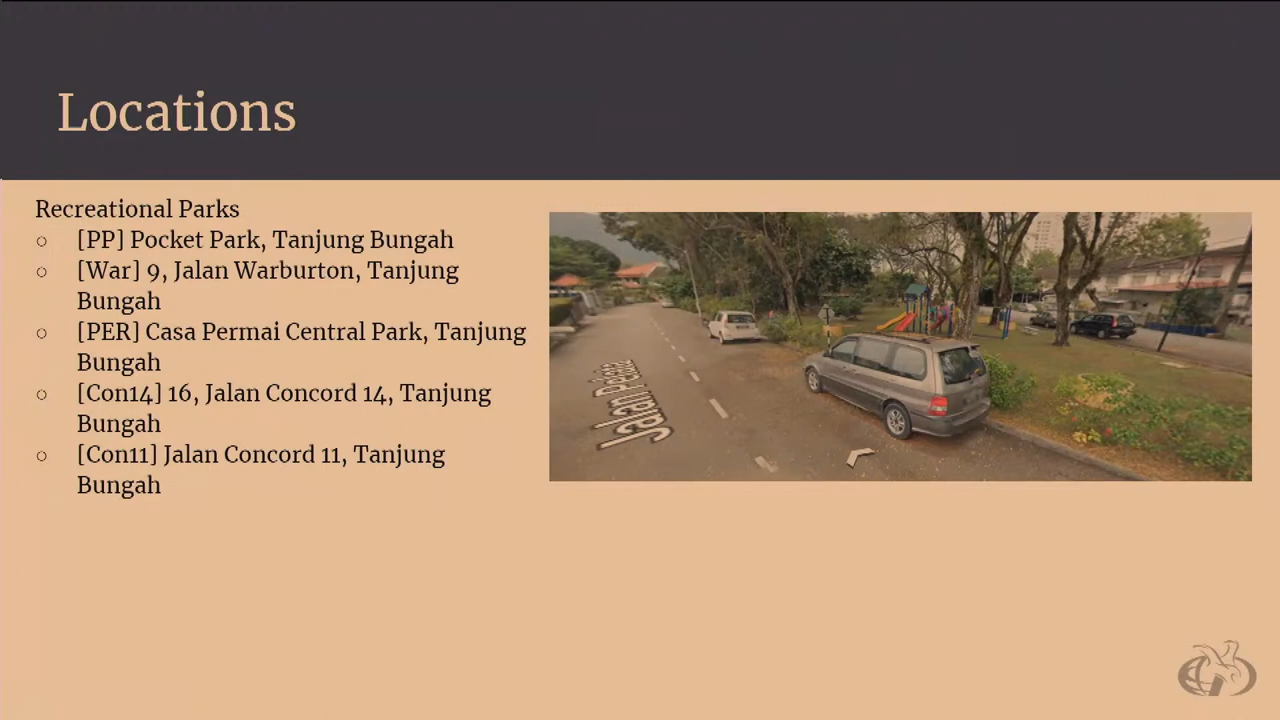 Locations
Recreational Parks
○ [PP] Pocket Park, Tanjung Bungah
○ [War] 9, Jalan Warburton, Tanjung
Bungah
○ [PER] Casa Permai Central Park, Tanjung
Bungah
○ [Con14] 16, Jalan Concord 14, Tanjung
Bungah
○ [Con11] Jalan Concord 11, Tanjung
Bungah
Jalan